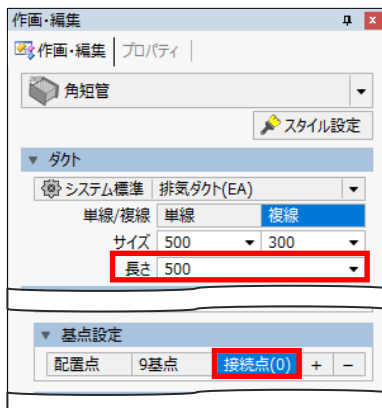 作画・編集
作画・編集 プロパティ
角短管
スタイル設定
ダクト
システム標準 排気ダクト(EA)
単線/複線 単線 複線
サイズ 500 300
長さ 500
基点設定
配置点 9基点 接続点(0) + −